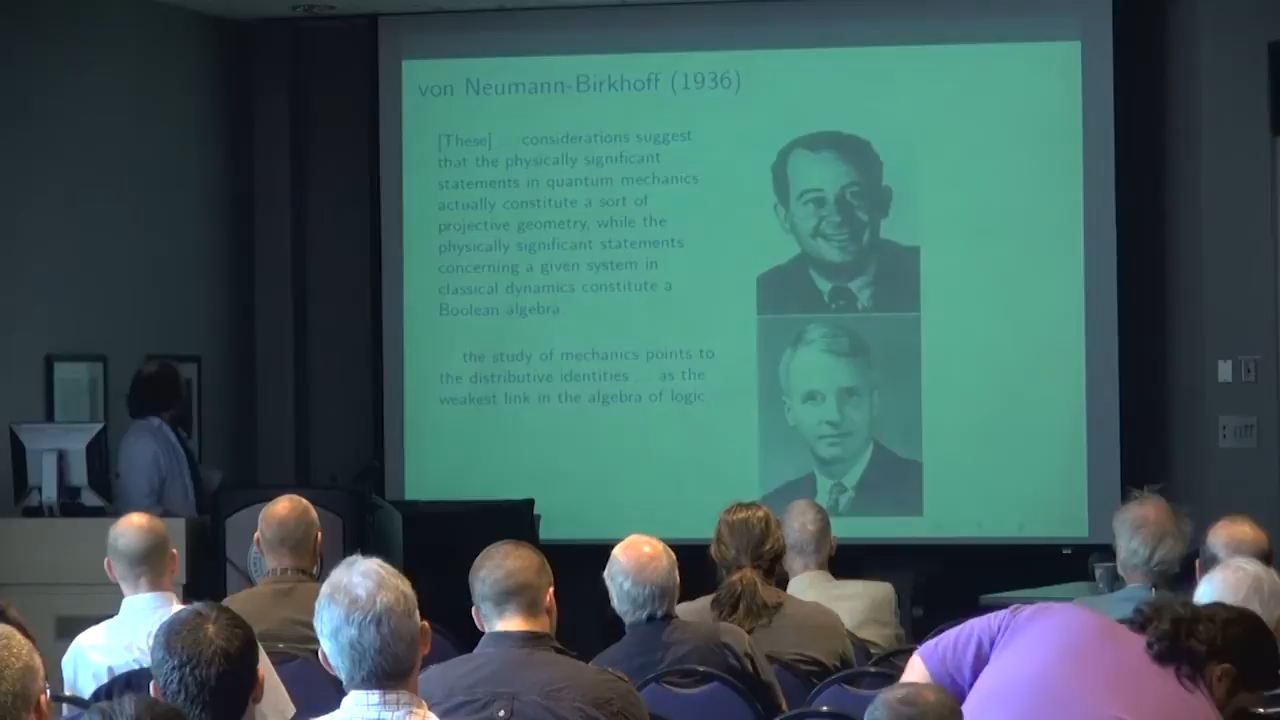 von Neumann-Birkhoff (1936)
[These] ... considerations suggest
that the physically significant
statements in quantum mechanics
actually constitute a sort of
projective geometry, while the
physically significant statements
concerning a given system in
classical dynamics constitute a
Boolean algebra.
the study of mechanics points to
the distributive identities ... as the
weakest link in the algebra of logic